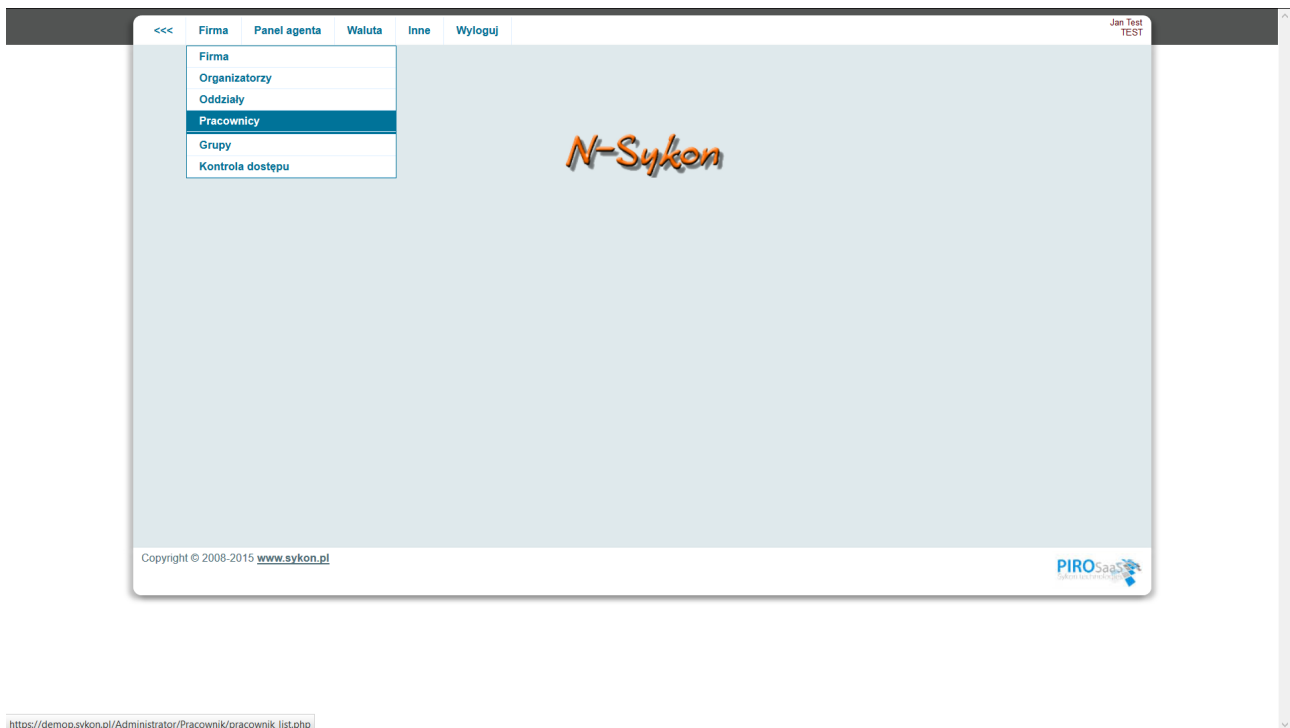 <<< Firma Panel agenta Waluta Inne Wyloguj
Jan Test
TEST
Firma
Organizatorzy
Oddziały
Pracownicy
Grupy
Kontrola dostępu
N-Sykon
Copyright © 2008-2015 www.sykon.pl
PIROSaaS
https://demop.sykon.pl/Administrator/Pracownik/pracownik_list.php